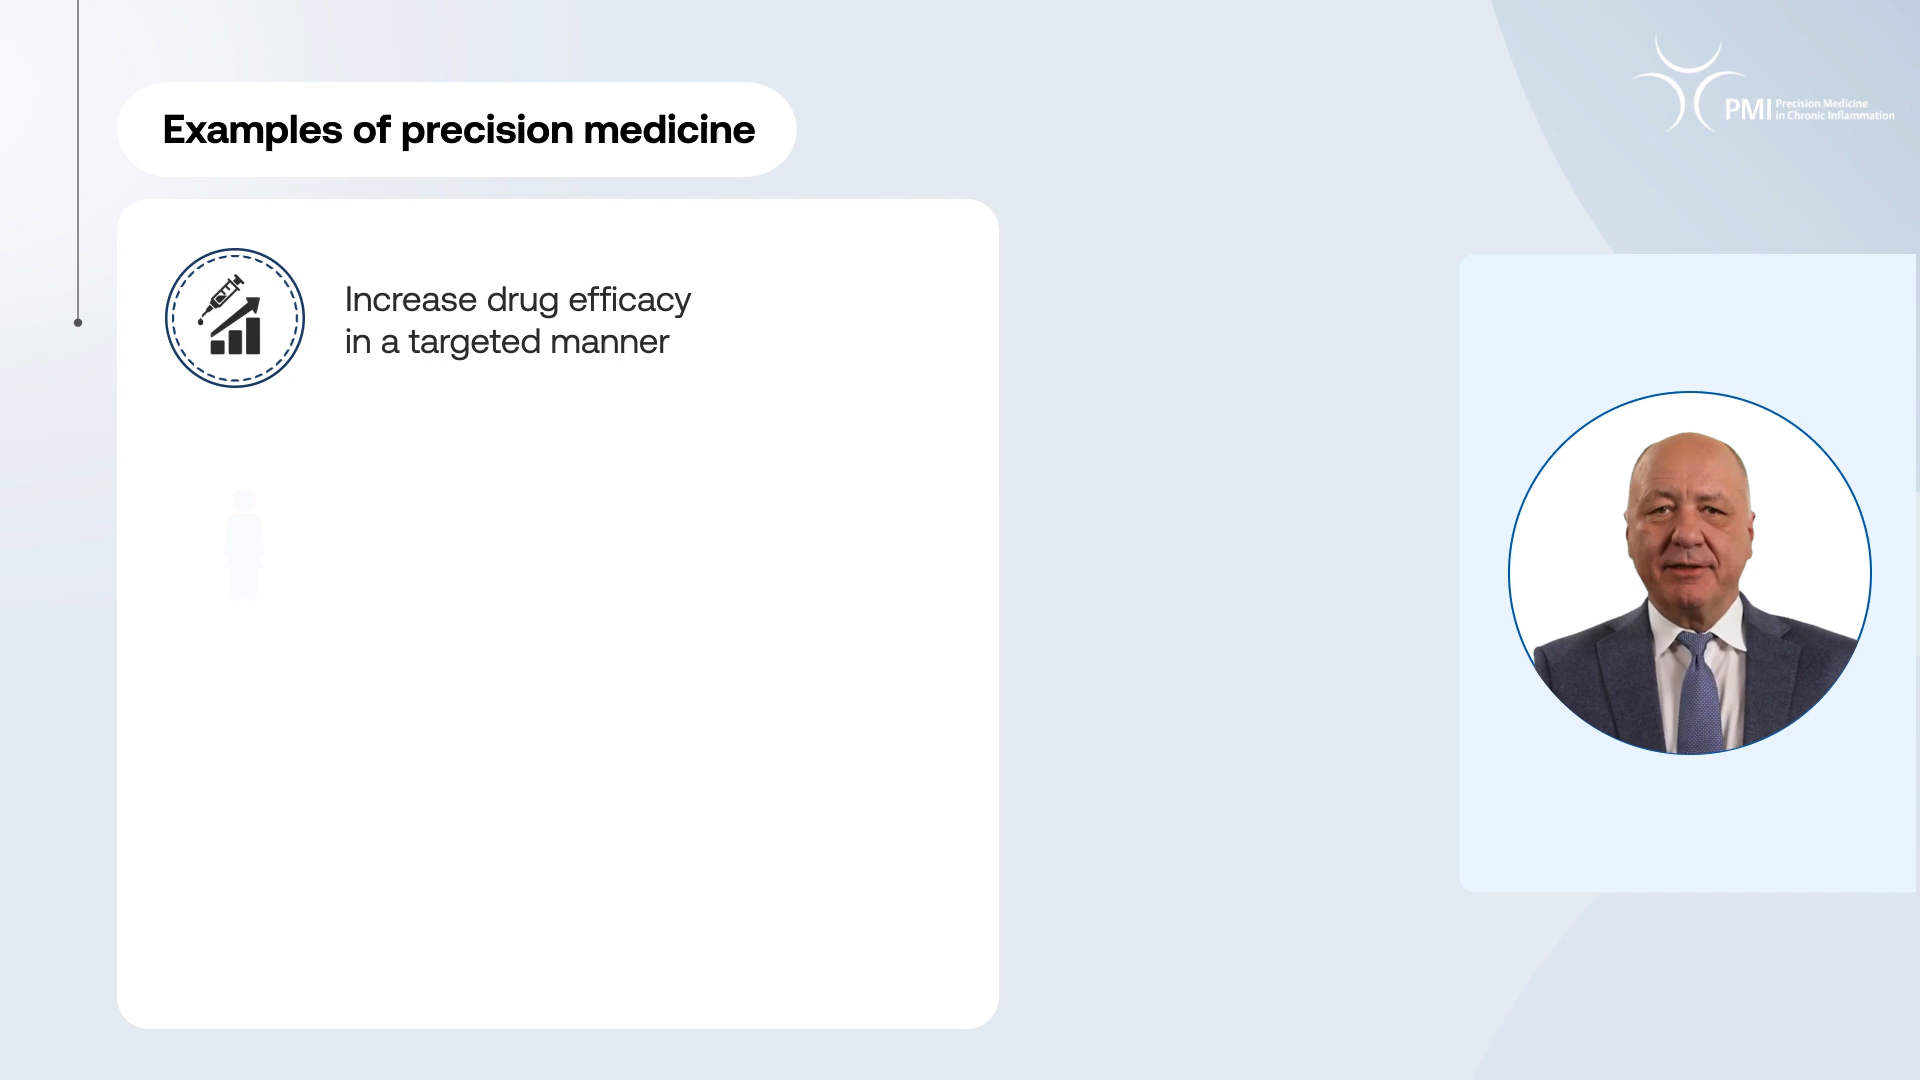 Examples of precision medicine
PMI Precision Medicine
in Chronic Inflammation
Increase drug efficacy
in a targeted manner